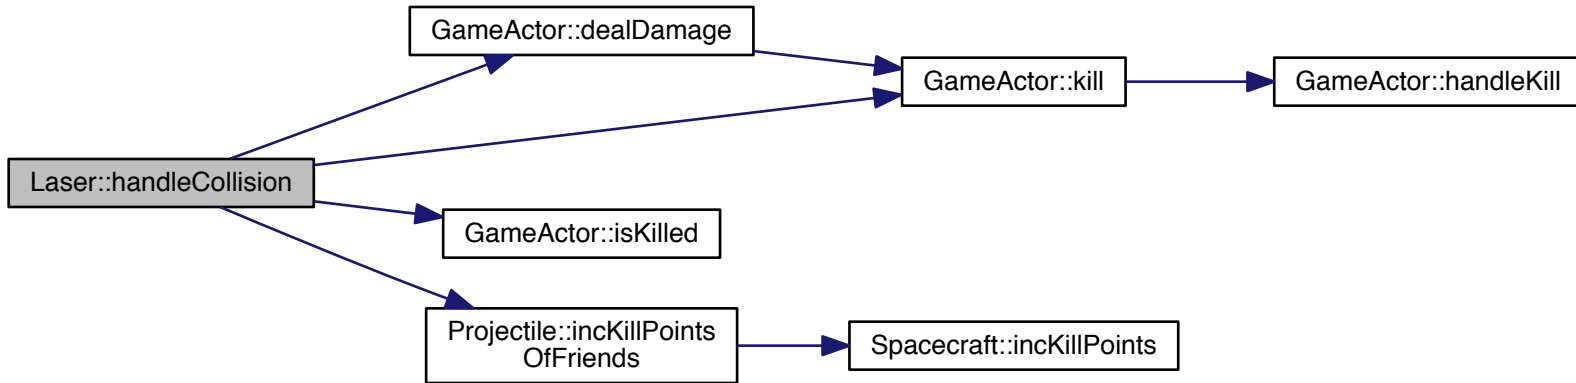 GameActor::dealDamage
GameActor::kill
GameActor::handleKill
Laser::handleCollision
GameActor::isKilled
Projectile::incKillPoints
OfFriends
Spacecraft::incKillPoints